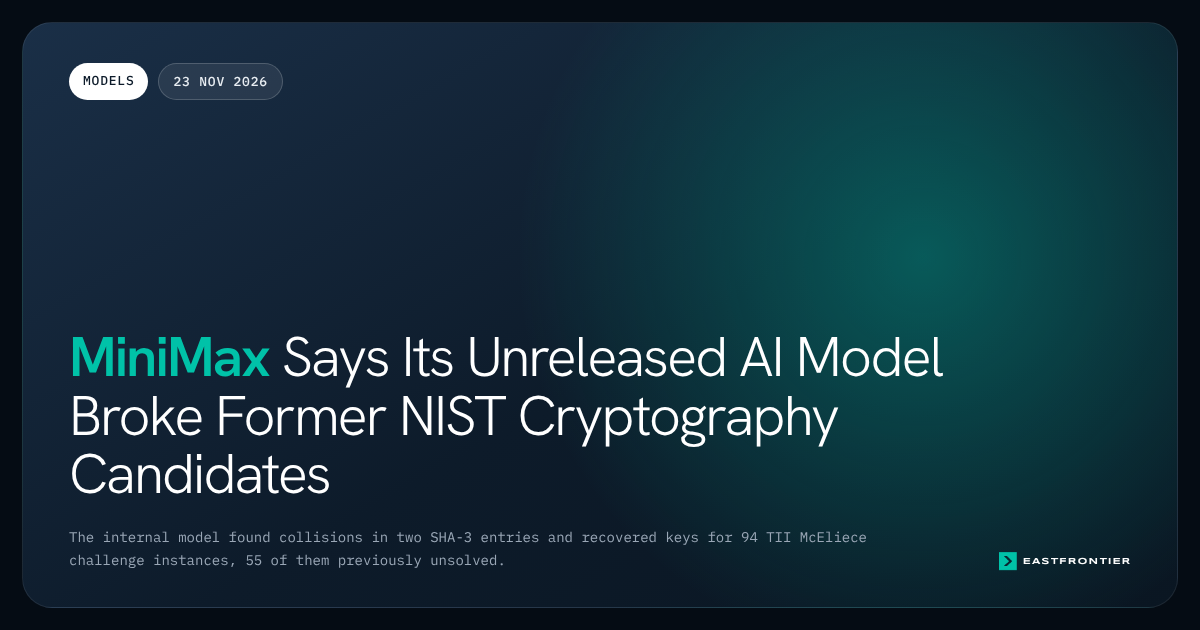 MODELS
23 NOV 2026
MiniMax Says Its Unreleased AI Model
Broke Former NIST Cryptography
Candidates
The internal model found collisions in two SHA-3 entries and recovered keys for 94 TII McEliece
challenge instances, 55 of them previously unsolved.
EASTFRONTIER